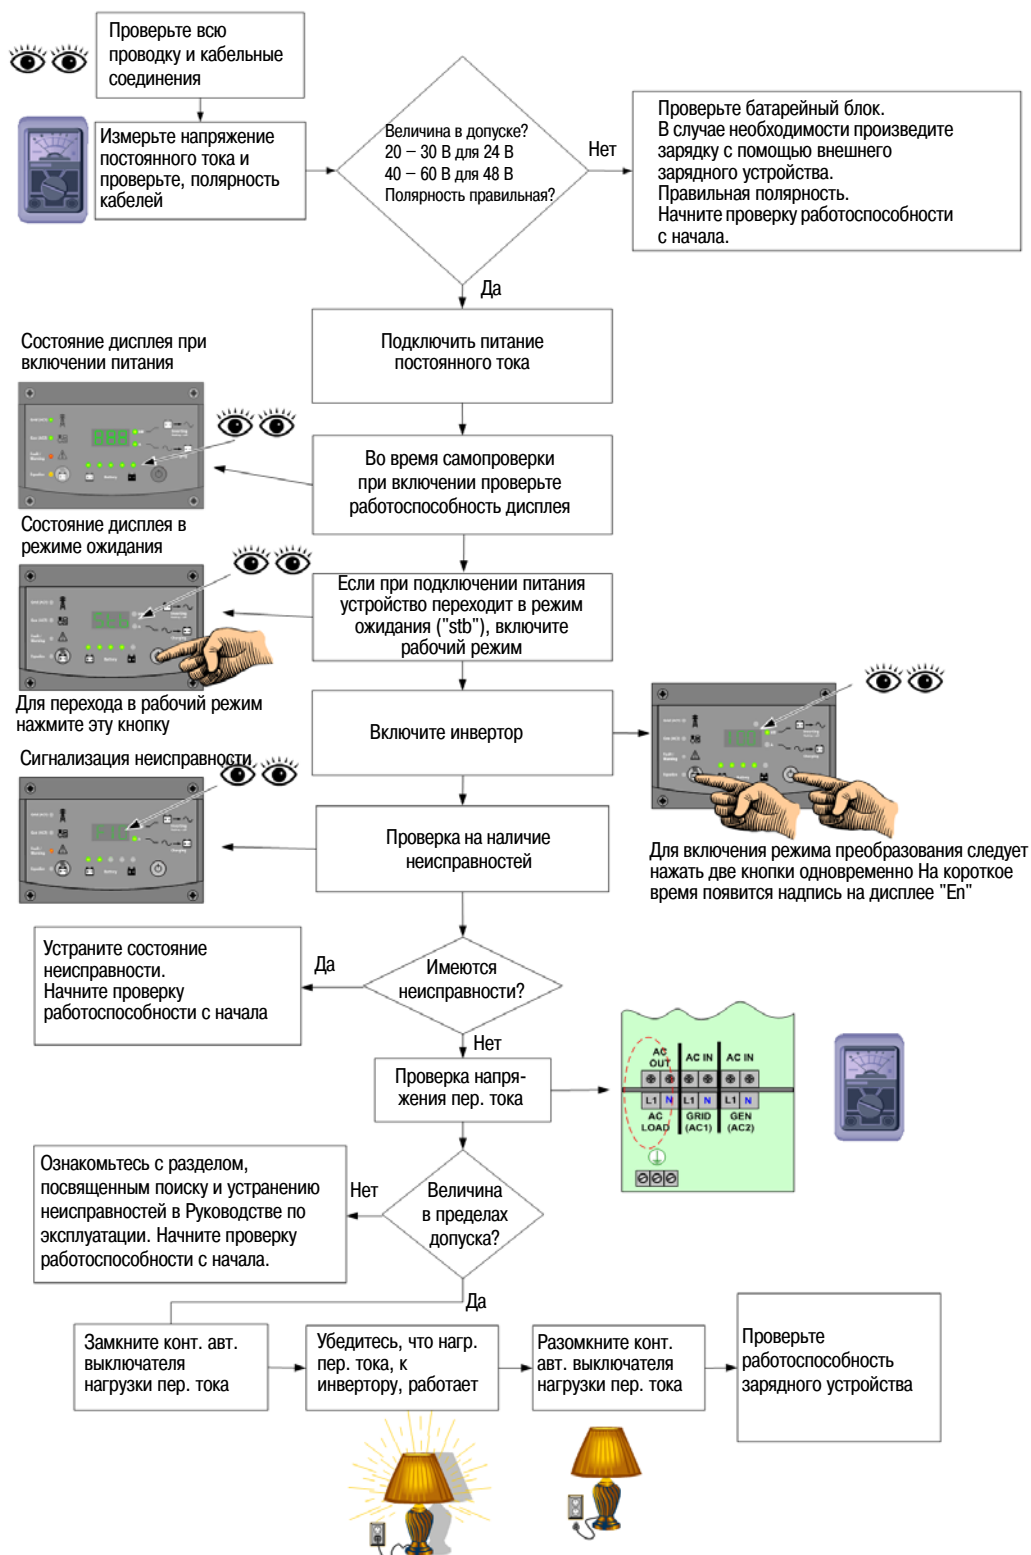 Проверьте всю
проводку и кабельные
соединения
Измерьте напряжение
постоянного тока и
проверьте, полярность
кабелей
Величина в допуске?
20 – 30 В для 24 В
40 – 60 В для 48 В
Полярность правильная?
Нет
Проверьте батарейный блок.
В случае необходимости произведите
зарядку с помощью внешнего
зарядного устройства.
Правильная полярность.
Начните проверку работоспособности
с начала.
Да
Подключить питание
постоянного тока
Состояние дисплея при
включении питания
Во время самопроверки
при включении проверьте
работоспособность дисплея
Состояние дисплея в
режиме ожидания
Если при подключении питания
устройство переходит в режим
ожидания ("stb"), включите
рабочий режим
Для перехода в рабочий режим
нажмите эту кнопку
Включите инвертор
Для включения режима преобразования следует
нажать две кнопки одновременно На короткое
время появится надпись на дисплее "En"
Сигнализация неисправности
Проверка на наличие
неисправностей
Имеются
неисправности?
Да
Устраните состояние
неисправности.
Начните проверку
работоспособности с начала
Нет
Проверка напря-
жения пер. тока
AC OUT
AC IN
AC IN
L1 N L1 N L1 N
AC LOAD
GRID (AC1)
GEN (AC2)
Величина
в пределах
допуска?
Нет
Ознакомьтесь с разделом,
посвященным поиску и устранению
неисправностей в Руководстве по
эксплуатации. Начните проверку
работоспособности с начала.
Да
Замкните конт. авт.
выключателя
нагрузки пер. тока
Убедитесь, что нагр.
пер. тока, к
инвертору, работает
Разомкните конт.
авт. выключателя
нагрузки пер. тока
Проверьте
работоспособность
зарядного устройства